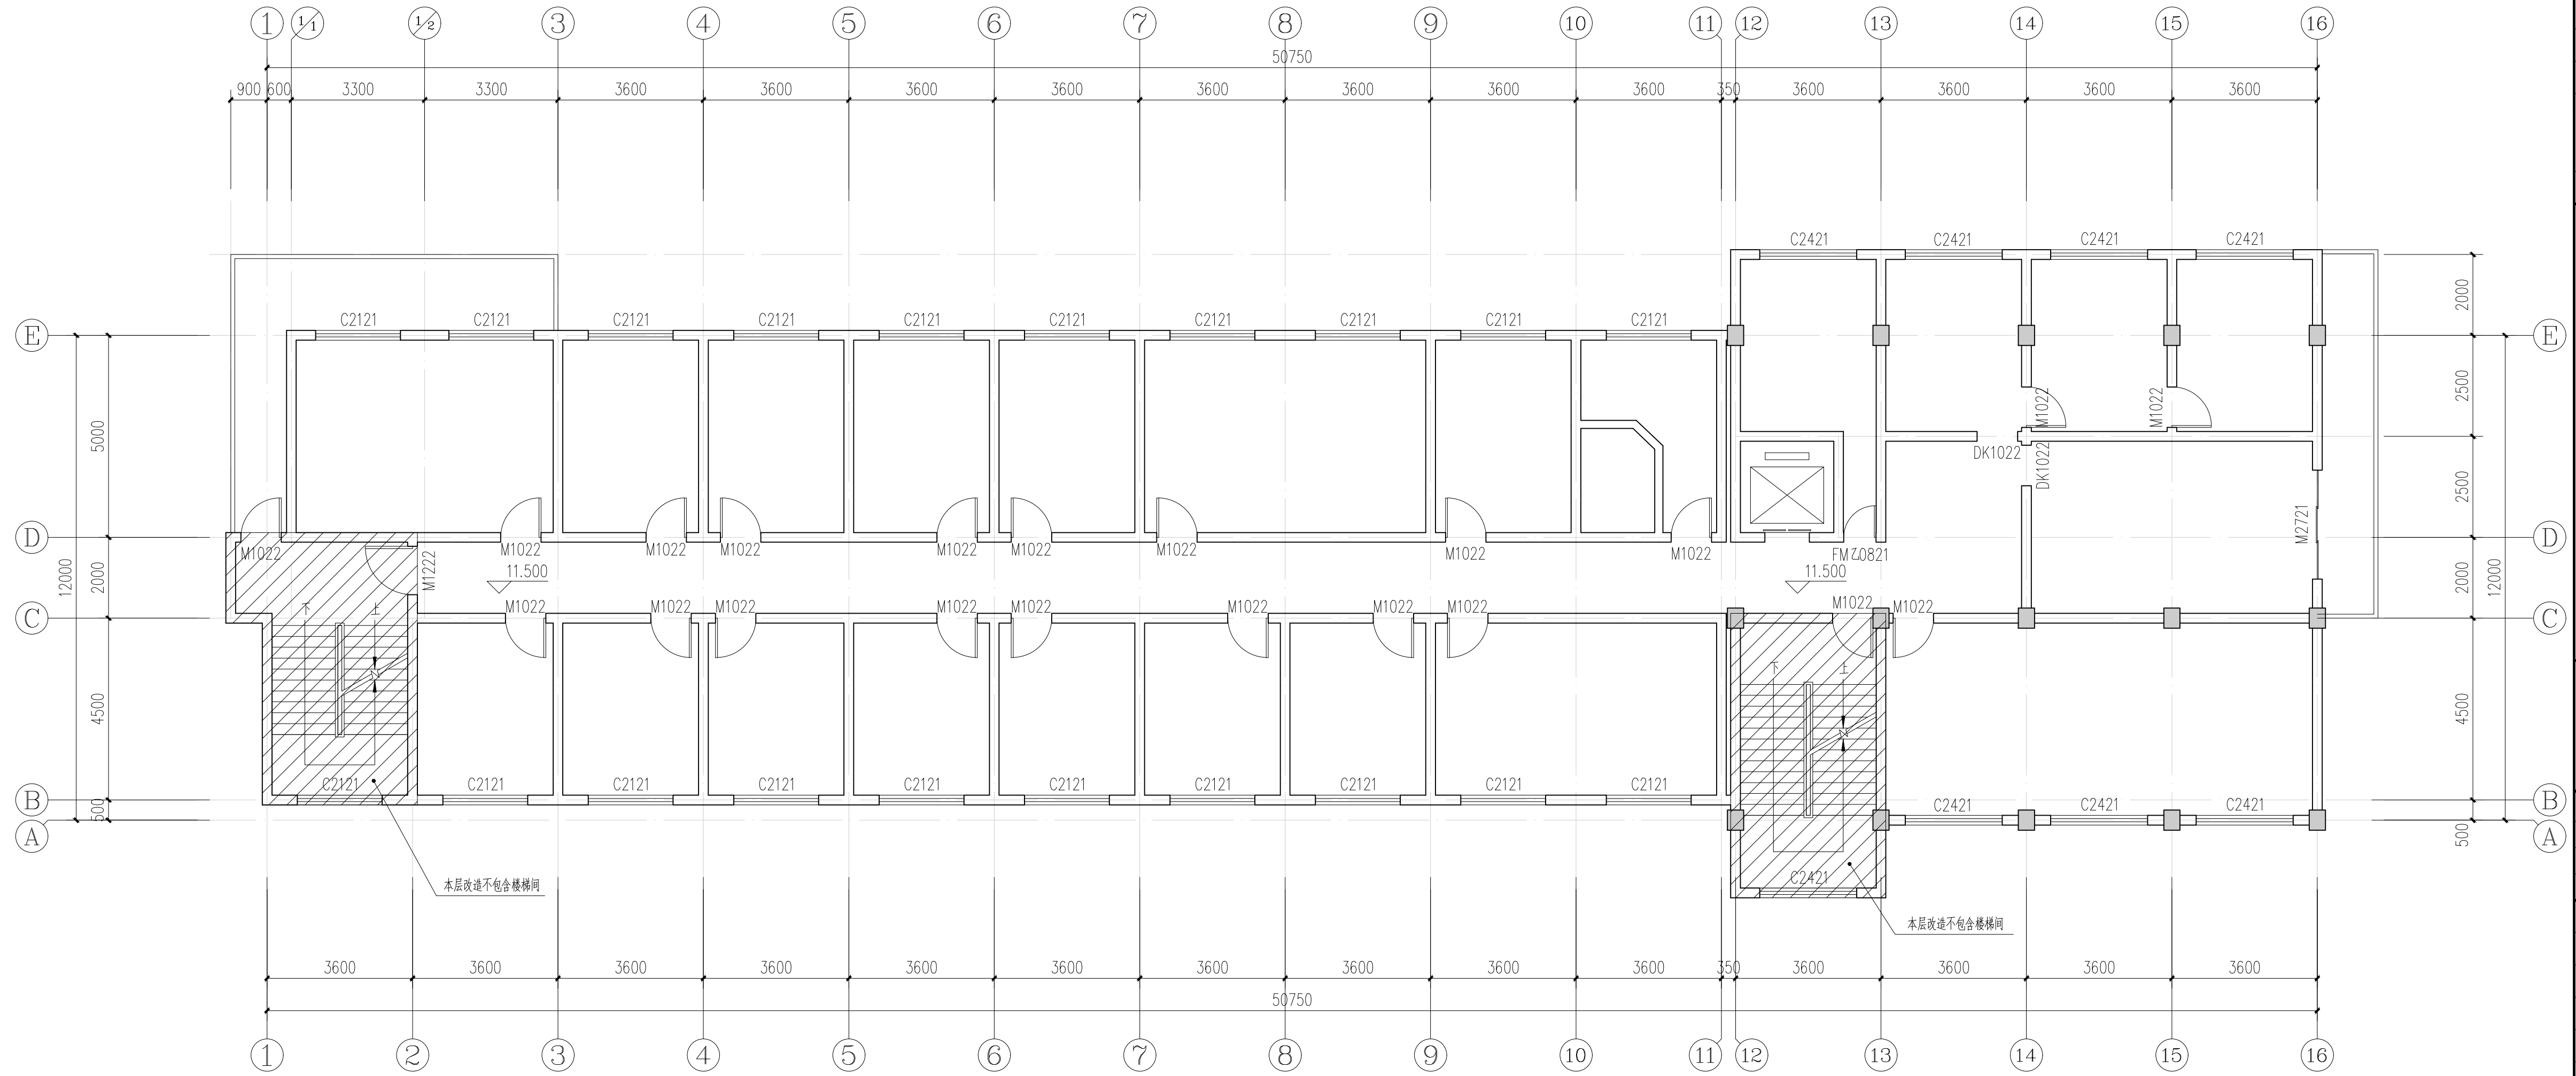 1 1/1 1/2 3 4 5 6 7 8 9 10 11 12 13 14 15 16
50750
900 600 3300 3300 3600 3600 3600 3600 3600 3600 3600 3600 350 3600 3600 3600 3600
C2421 C2421 C2421 C2421
2000
C2121 C2121 C2121 C2121 C2121 C2121 C2121 C2121 C2121 C2121
E E
2500
M1022 M1022
5000
DK1022 DK1022
2500
M2721
D D
M1022 M1022 M1022 M1022 M1022 M1022 M1022 M1022 M1022 FM乙0821
M1222
11.500 11.500
12000 2000 2000 12000
下 上
M1022 M1022 M1022 M1022 M1022 M1022 M1022 M1022 M1022 M1022
C C
下 上
4500 4500
C2121 C2121 C2121 C2121 C2121 C2121 C2121 C2121 C2121 C2121
B B
C2421 C2421 C2421
500 500
A A
C2421
本层改造不包含楼梯间
本层改造不包含楼梯间
3600 3600 3600 3600 3600 3600 3600 3600 3600 3600 350 3600 3600 3600 3600
50750
1 2 3 4 5 6 7 8 9 10 11 12 13 14 15 16